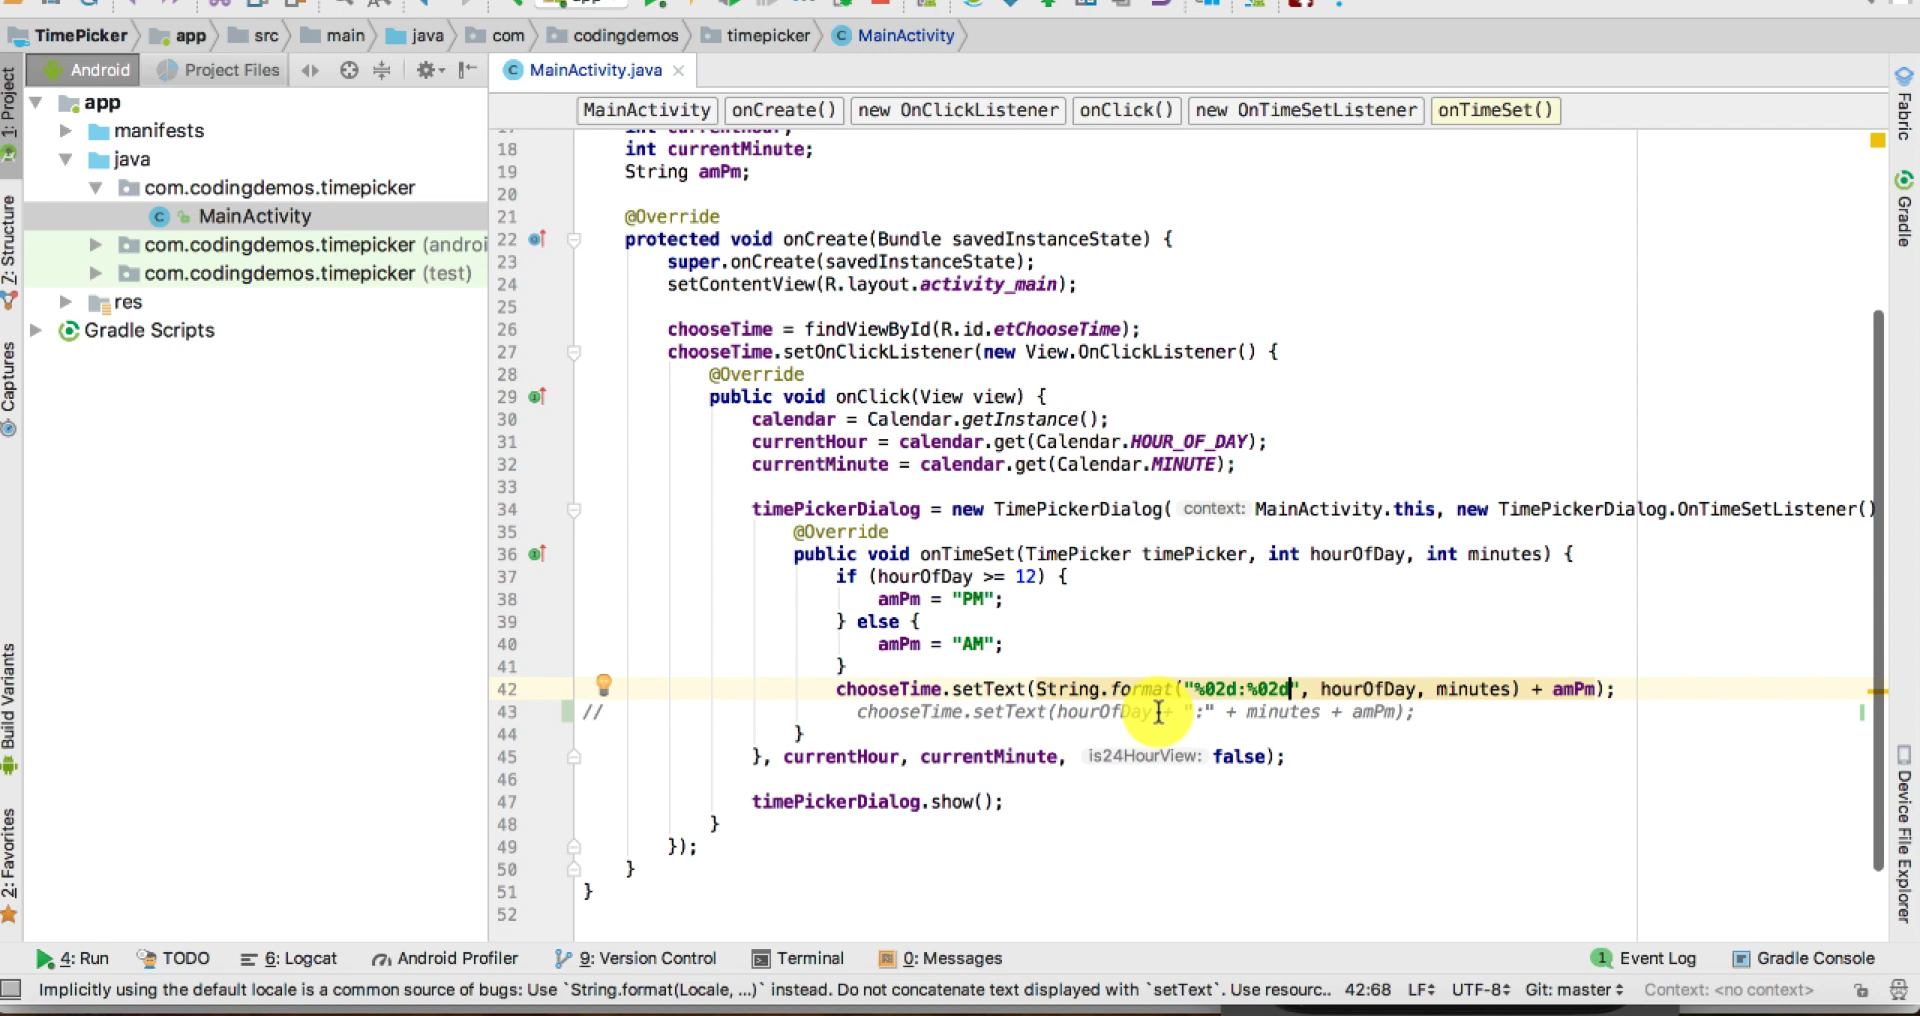 TimePicker app src main java com codingdemos timepicker MainActivity
Android Project Files MainActivity.java
1: Project
7: Structure
Captures
Build Variants
2: Favorites
app
manifests
java
com.codingdemos.timepicker
MainActivity
com.codingdemos.timepicker (androi
com.codingdemos.timepicker (test)
res
Gradle Scripts
MainActivity onCreate() new OnClickListener onClick() new OnTimeSetListener onTimeSet()
18 int currentMinute;
19 String amPm;
20
21 @Override
22 protected void onCreate(Bundle savedInstanceState) {
23 super.onCreate(savedInstanceState);
24 setContentView(R.layout.activity_main);
25
26 chooseTime = findViewById(R.id.etChooseTime);
27 chooseTime.setOnClickListener(new View.OnClickListener() {
28 @Override
29 public void onClick(View view) {
30 calendar = Calendar.getInstance();
31 currentHour = calendar.get(Calendar.HOUR_OF_DAY);
32 currentMinute = calendar.get(Calendar.MINUTE);
33
34 timePickerDialog = new TimePickerDialog( context: MainActivity.this, new TimePickerDialog.OnTimeSetListener()
35 @Override
36 public void onTimeSet(TimePicker timePicker, int hourOfDay, int minutes) {
37 if (hourOfDay >= 12) {
38 amPm = "PM";
39 } else {
40 amPm = "AM";
41 }
42 chooseTime.setText(String.format("%02d:%02d", hourOfDay, minutes) + amPm);
43 // chooseTime.setText(hourOfDay + ":" + minutes + amPm);
44 }
45 }, currentHour, currentMinute, is24HourView: false);
46
47 timePickerDialog.show();
48 }
49 });
50 }
51 }
52
Fabric
Gradle
Device File Explorer
4: Run TODO 6: Logcat Android Profiler 9: Version Control Terminal 0: Messages 1 Event Log Gradle Console
Implicitly using the default locale is a common source of bugs: Use `String.format(Locale, ...)` instead. Do not concatenate text displayed with `setText`. Use resourc.. 42:68 LF UTF-8 Git: master Context: <no context>